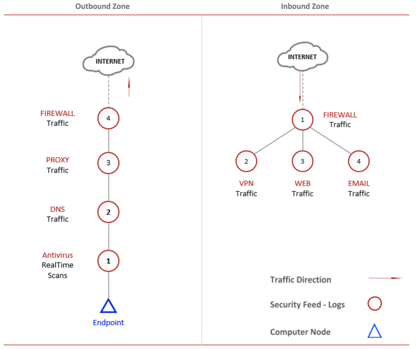 Outbound Zone
INTERNET
FIREWALL
Traffic
4
PROXY
Traffic
3
DNS
Traffic
2
Antivirus
RealTime
Scans
1
Endpoint
Inbound Zone
INTERNET
1
FIREWALL
Traffic
2
3
4
VPN
Traffic
WEB
Traffic
EMAIL
Traffic
Traffic Direction
Security Feed - Logs
Computer Node